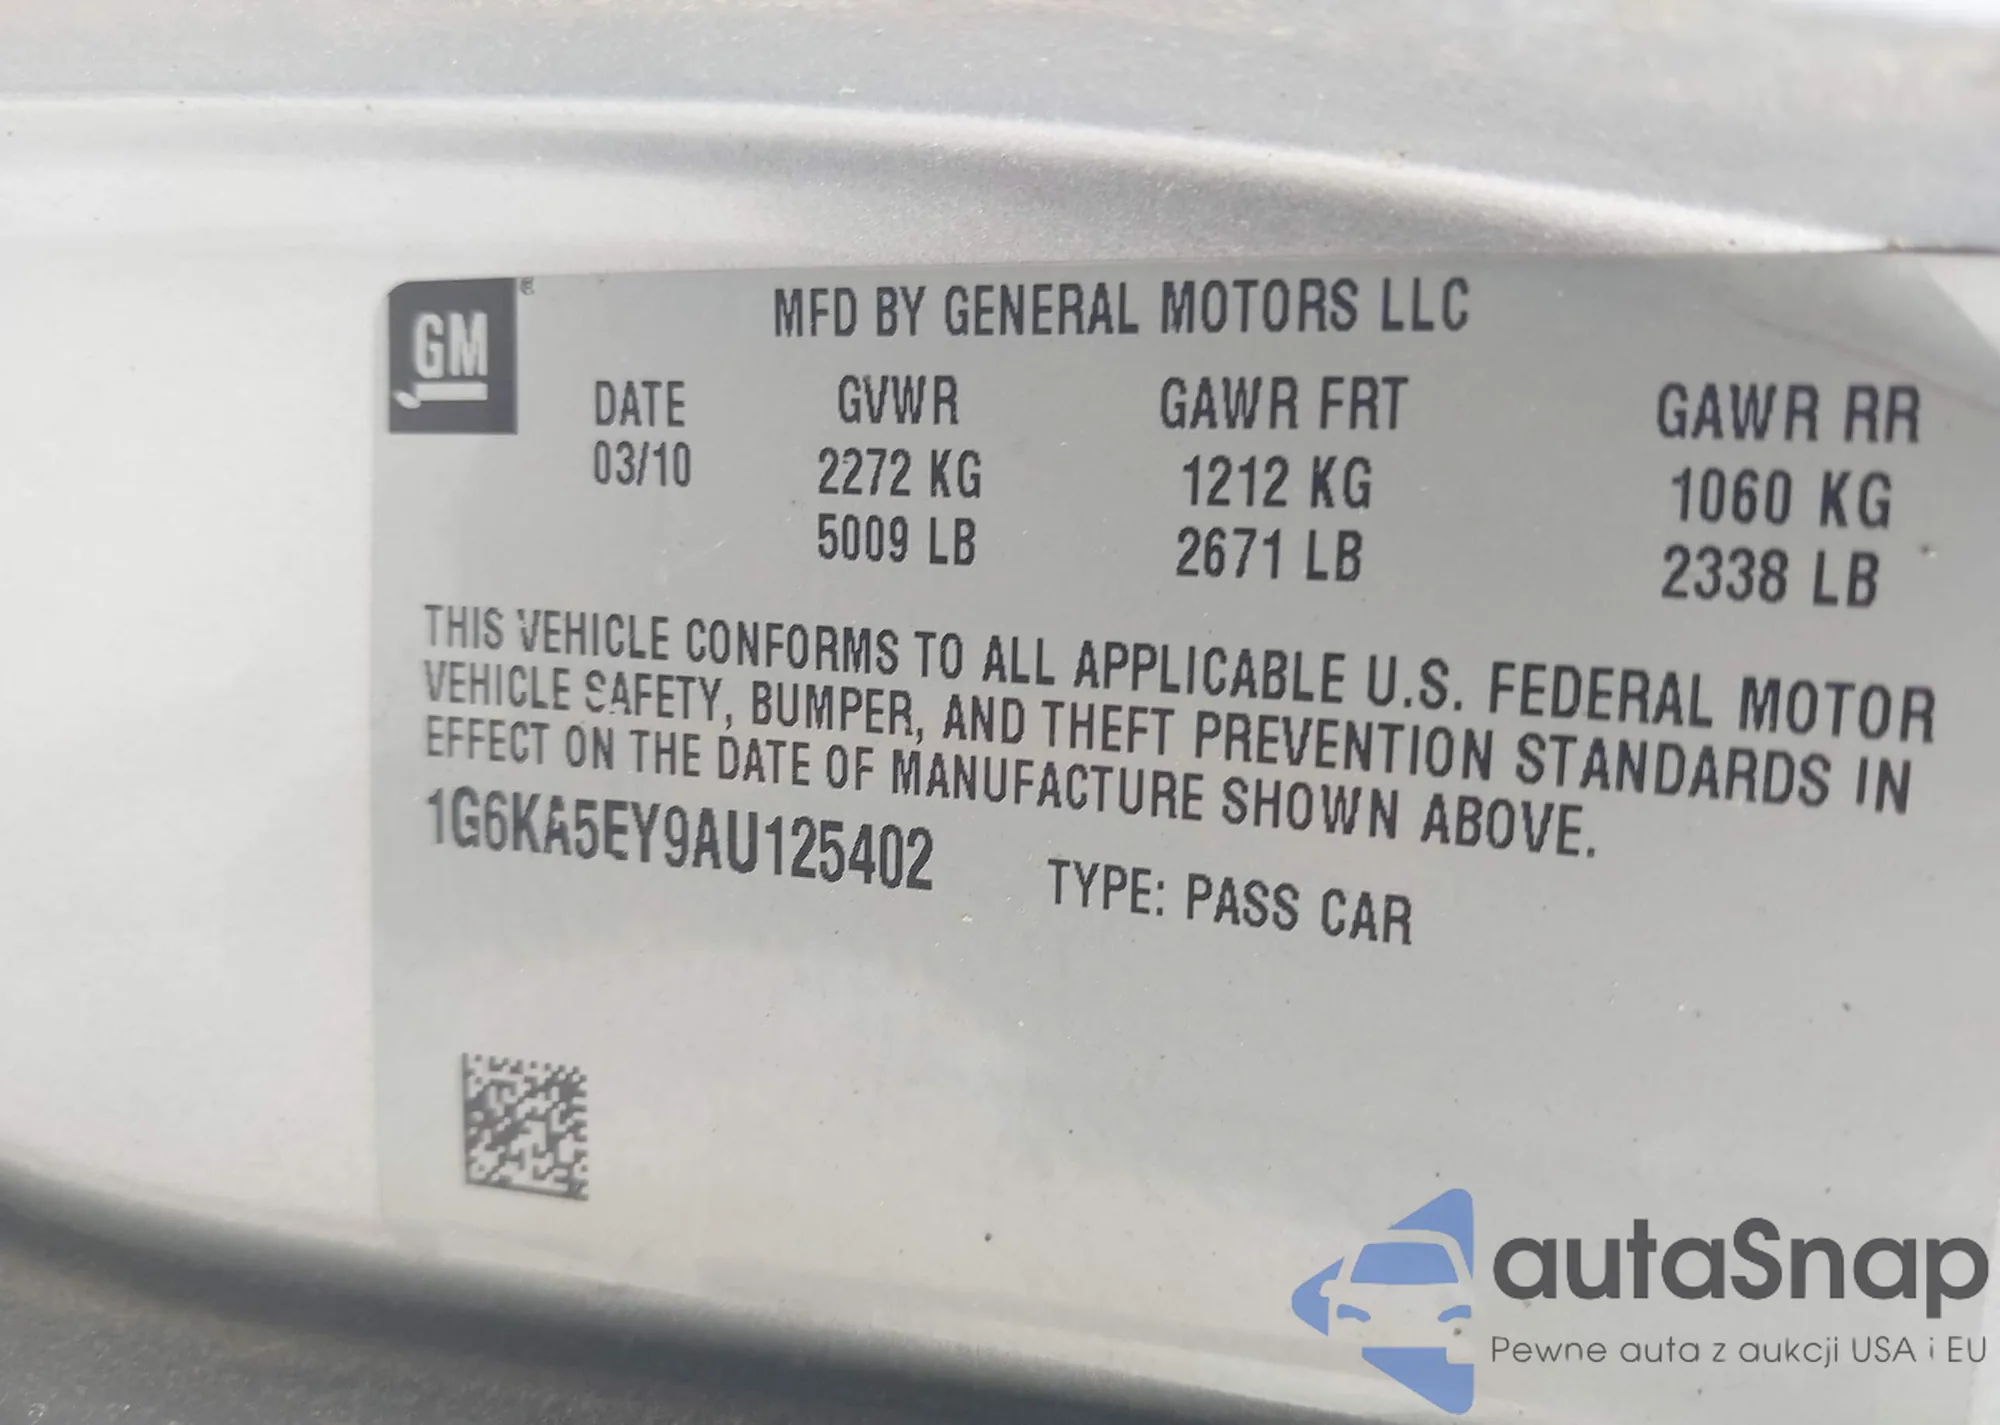 GM ®
MFD BY GENERAL MOTORS LLC
DATE GVWR GAWR FRT GAWR RR
03/10 2272 KG 1212 KG 1060 KG
5009 LB 2671 LB 2338 LB
THIS VEHICLE CONFORMS TO ALL APPLICABLE U.S. FEDERAL MOTOR
VEHICLE SAFETY, BUMPER, AND THEFT PREVENTION STANDARDS IN
EFFECT ON THE DATE OF MANUFACTURE SHOWN ABOVE.
1G6KA5EY9AU125402 TYPE: PASS CAR
autaSnap
Pewne auta z aukcji USA i EU